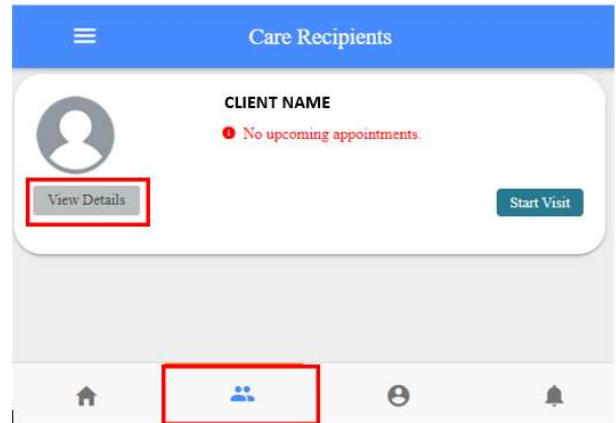 Care Recipients
CLIENT NAME
No upcoming appointments.
View Details
Start Visit